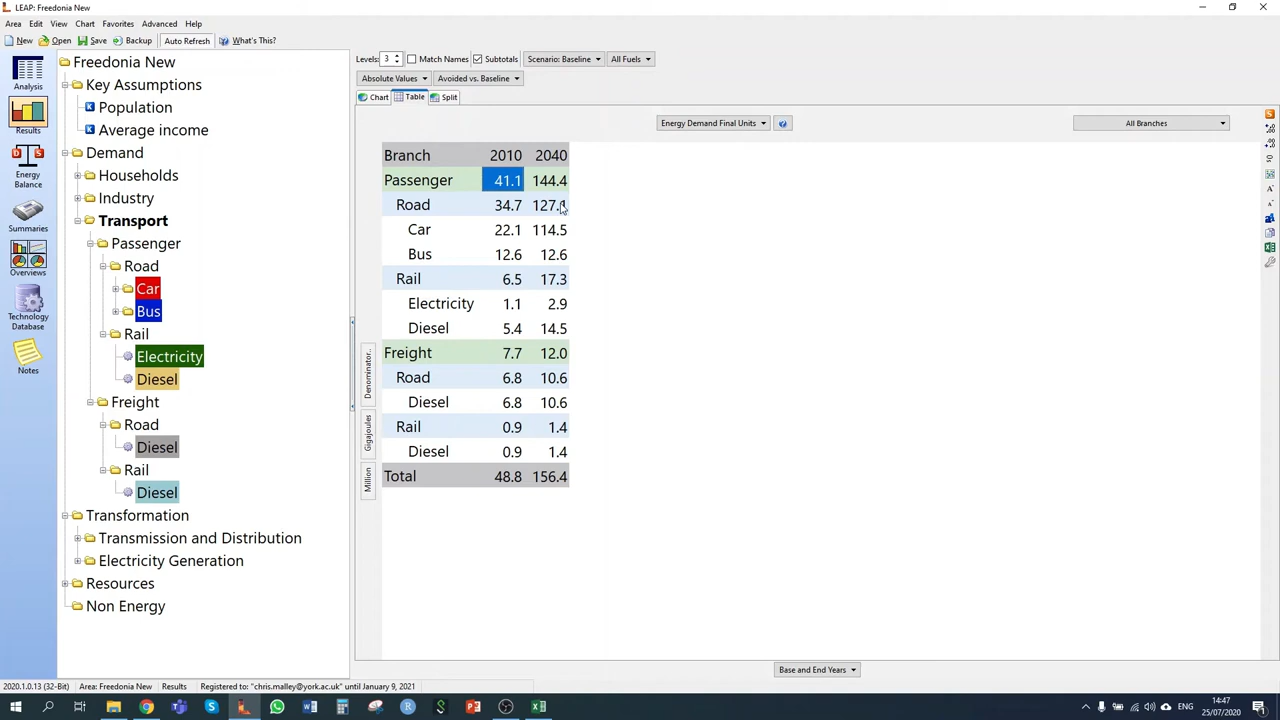 LEAP: Freedonia New
Area Edit View Chart Favorites Advanced Help
New Open Save Backup Auto Refresh What's This?
Analysis
Results
Energy
Balance
Summaries
Overviews
Technology
Database
Notes
Freedonia New
Key Assumptions
Population
Average income
Demand
Households
Industry
Transport
Passenger
Road
Car
Bus
Rail
Electricity
Diesel
Freight
Road
Diesel
Rail
Diesel
Transformation
Transmission and Distribution
Electricity Generation
Resources
Non Energy
Levels: 3 Match Names Subtotals Scenario: Baseline All Fuels
Absolute Values Avoided vs. Baseline
Chart Table Split
Energy Demand Final Units All Branches
Branch 2010 2040
Passenger 41.1 144.4
Road 34.7 127.1
Car 22.1 114.5
Bus 12.6 12.6
Rail 6.5 17.3
Electricity 1.1 2.9
Diesel 5.4 14.5
Freight 7.7 12.0
Road 6.8 10.6
Diesel 6.8 10.6
Rail 0.9 1.4
Diesel 0.9 1.4
Total 48.8 156.4
Denominator..
Gigajoules
Million
Base and End Years
2020.1.0.13 (32-Bit) Area: Freedonia New Results Registered to: "chris.malley@york.ac.uk" until January 9, 2021
ENG
14:47
25/07/2020